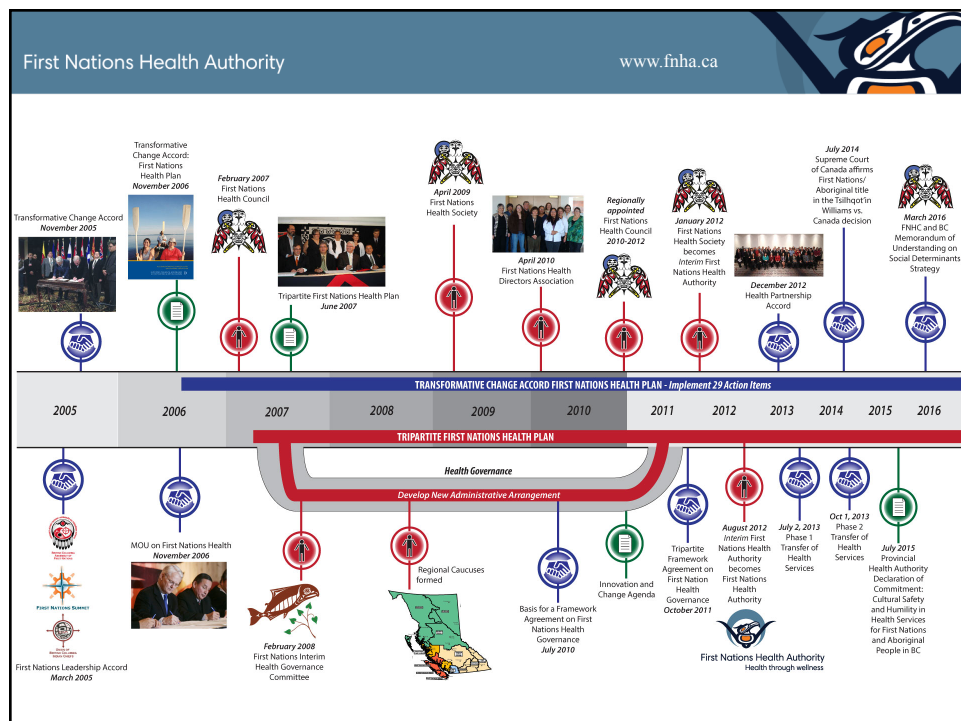 First Nations Health Authority
www.fnha.ca
Transformative Change Accord
November 2005
Transformative
Change Accord:
First Nations
Health Plan
November 2006
February 2007
First Nations
Health Council
Tripartite First Nations Health Plan
June 2007
April 2009
First Nations
Health Society
April 2010
First Nations Health
Directors Association
Regionally
appointed
First Nations
Health Council
2010-2012
January 2012
First Nations
Health Society
becomes
Interim First
Nations Health
Authority
December 2012
Health Partnership
Accord
July 2014
Supreme Court
of Canada affirms
First Nations/
Aboriginal title
in the Tsilhqot'in
Williams vs.
Canada decision
March 2016
FNHC and BC
Memorandum of
Understanding on
Social Determinants
Strategy
TRANSFORMATIVE CHANGE ACCORD FIRST NATIONS HEALTH PLAN - Implement 29 Action Items
2005
2006
2007
2008
2009
2010
2011
2012
2013
2014
2015
2016
TRIPARTITE FIRST NATIONS HEALTH PLAN
Health Governance
Develop New Administrative Arrangement
FIRST NATIONS SUMMIT
First Nations Leadership Accord
March 2005
MOU on First Nations Health
November 2006
February 2008
First Nations Interim
Health Governance
Committee
Regional Caucuses
formed
Basis for a Framework
Agreement on First
Nations Health
Governance
July 2010
Innovation and
Change Agenda
Tripartite
Framework
Agreement on
First Nation
Health
Governance
October 2011
August 2012
Interim First
Nations Health
Authority
becomes
First Nations
Health
Authority
First Nations Health Authority
Health through wellness
July 2, 2013
Phase 1
Transfer of
Health
Services
Oct 1, 2013
Phase 2
Transfer of
Health
Services
July 2015
Provincial
Health Authority
Declaration of
Commitment:
Cultural Safety
and Humility in
Health Services
for First Nations
and Aboriginal
People in BC